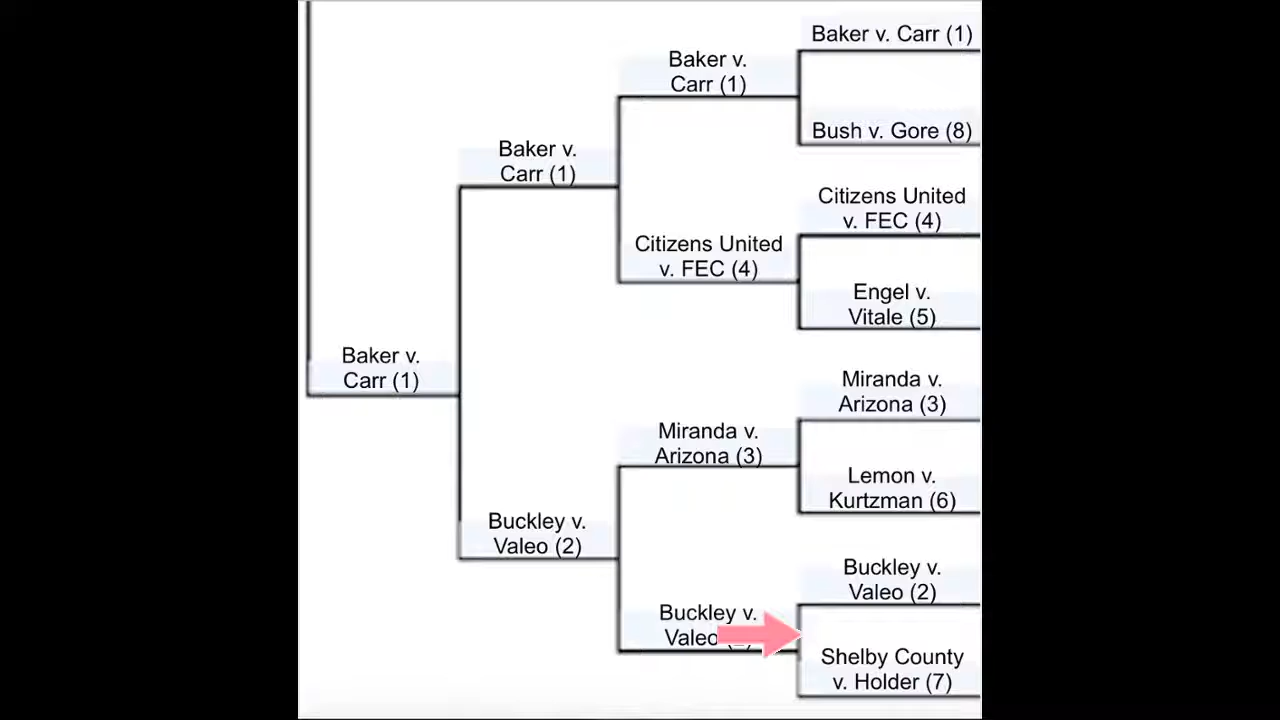 Baker v. Carr (1)
Baker v.
Carr (1)
Bush v. Gore (8)
Baker v.
Carr (1)
Citizens United
v. FEC (4)
Citizens United
v. FEC (4)
Engel v.
Vitale (5)
Baker v.
Carr (1)
Miranda v.
Arizona (3)
Miranda v.
Arizona (3)
Lemon v.
Kurtzman (6)
Buckley v.
Valeo (2)
Buckley v.
Valeo (2)
Buckley v.
Valeo
Shelby County
v. Holder (7)